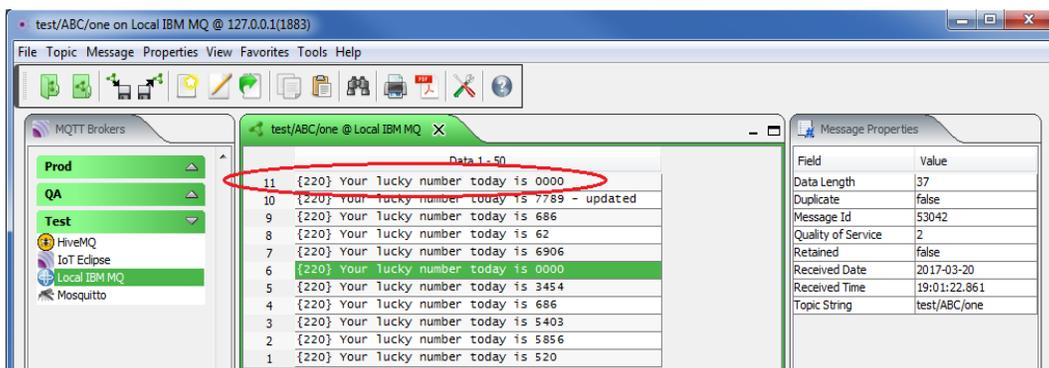 test/ABC/one on Local IBM MQ @ 127.0.0.1(1883)
File Topic Message Properties View Favorites Tools Help
PDF
MQTT Brokers
Prod
QA
Test
HiveMQ
IoT Eclipse
Local IBM MQ
Mosquitto
test/ABC/one @ Local IBM MQ X
Data 1 - 50
11 {220} Your lucky number today is 0000
10 {220} Your lucky number today is 7789 - updated
9 {220} Your lucky number today is 686
8 {220} Your lucky number today is 62
7 {220} Your lucky number today is 6906
6 {220} Your lucky number today is 0000
5 {220} Your lucky number today is 3454
4 {220} Your lucky number today is 686
3 {220} Your lucky number today is 5403
2 {220} Your lucky number today is 5856
1 {220} Your lucky number today is 520
Message Properties
Field Value
Data Length 37
Duplicate false
Message Id 53042
Quality of Service 2
Retained false
Received Date 2017-03-20
Received Time 19:01:22.861
Topic String test/ABC/one